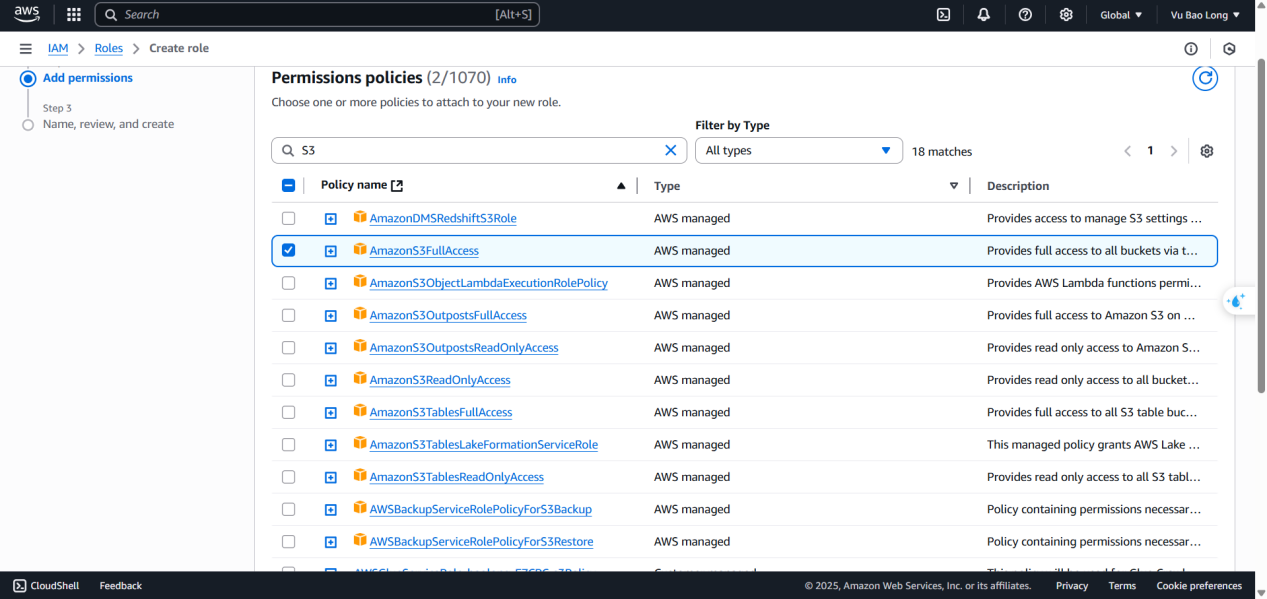 aws Search [Alt+S] Global Vu Bao Long
IAM Roles Create role
Add permissions
Step 3
Name, review, and create
Permissions policies (2/1070) Info
Choose one or more policies to attach to your new role.
Filter by Type
S3 All types 18 matches 1
Policy name Type Description
AmazonDMSRedshiftS3Role AWS managed Provides access to manage S3 settings ...
AmazonS3FullAccess AWS managed Provides full access to all buckets via t...
AmazonS3ObjectLambdaExecutionRolePolicy AWS managed Provides AWS Lambda functions permi...
AmazonS3OutpostsFullAccess AWS managed Provides full access to Amazon S3 on ...
AmazonS3OutpostsReadOnlyAccess AWS managed Provides read only access to Amazon S...
AmazonS3ReadOnlyAccess AWS managed Provides read only access to all bucket...
AmazonS3TablesFullAccess AWS managed Provides full access to all S3 table buc...
AmazonS3TablesLakeFormationServiceRole AWS managed This managed policy grants AWS Lake ...
AmazonS3TablesReadOnlyAccess AWS managed Provides read only access to all S3 tabl...
AWSBackupServiceRolePolicyForS3Backup AWS managed Policy containing permissions necessar...
AWSBackupServiceRolePolicyForS3Restore AWS managed Policy containing permissions necessar...
CloudShell Feedback © 2025, Amazon Web Services, Inc. or its affiliates. Privacy Terms Cookie preferences